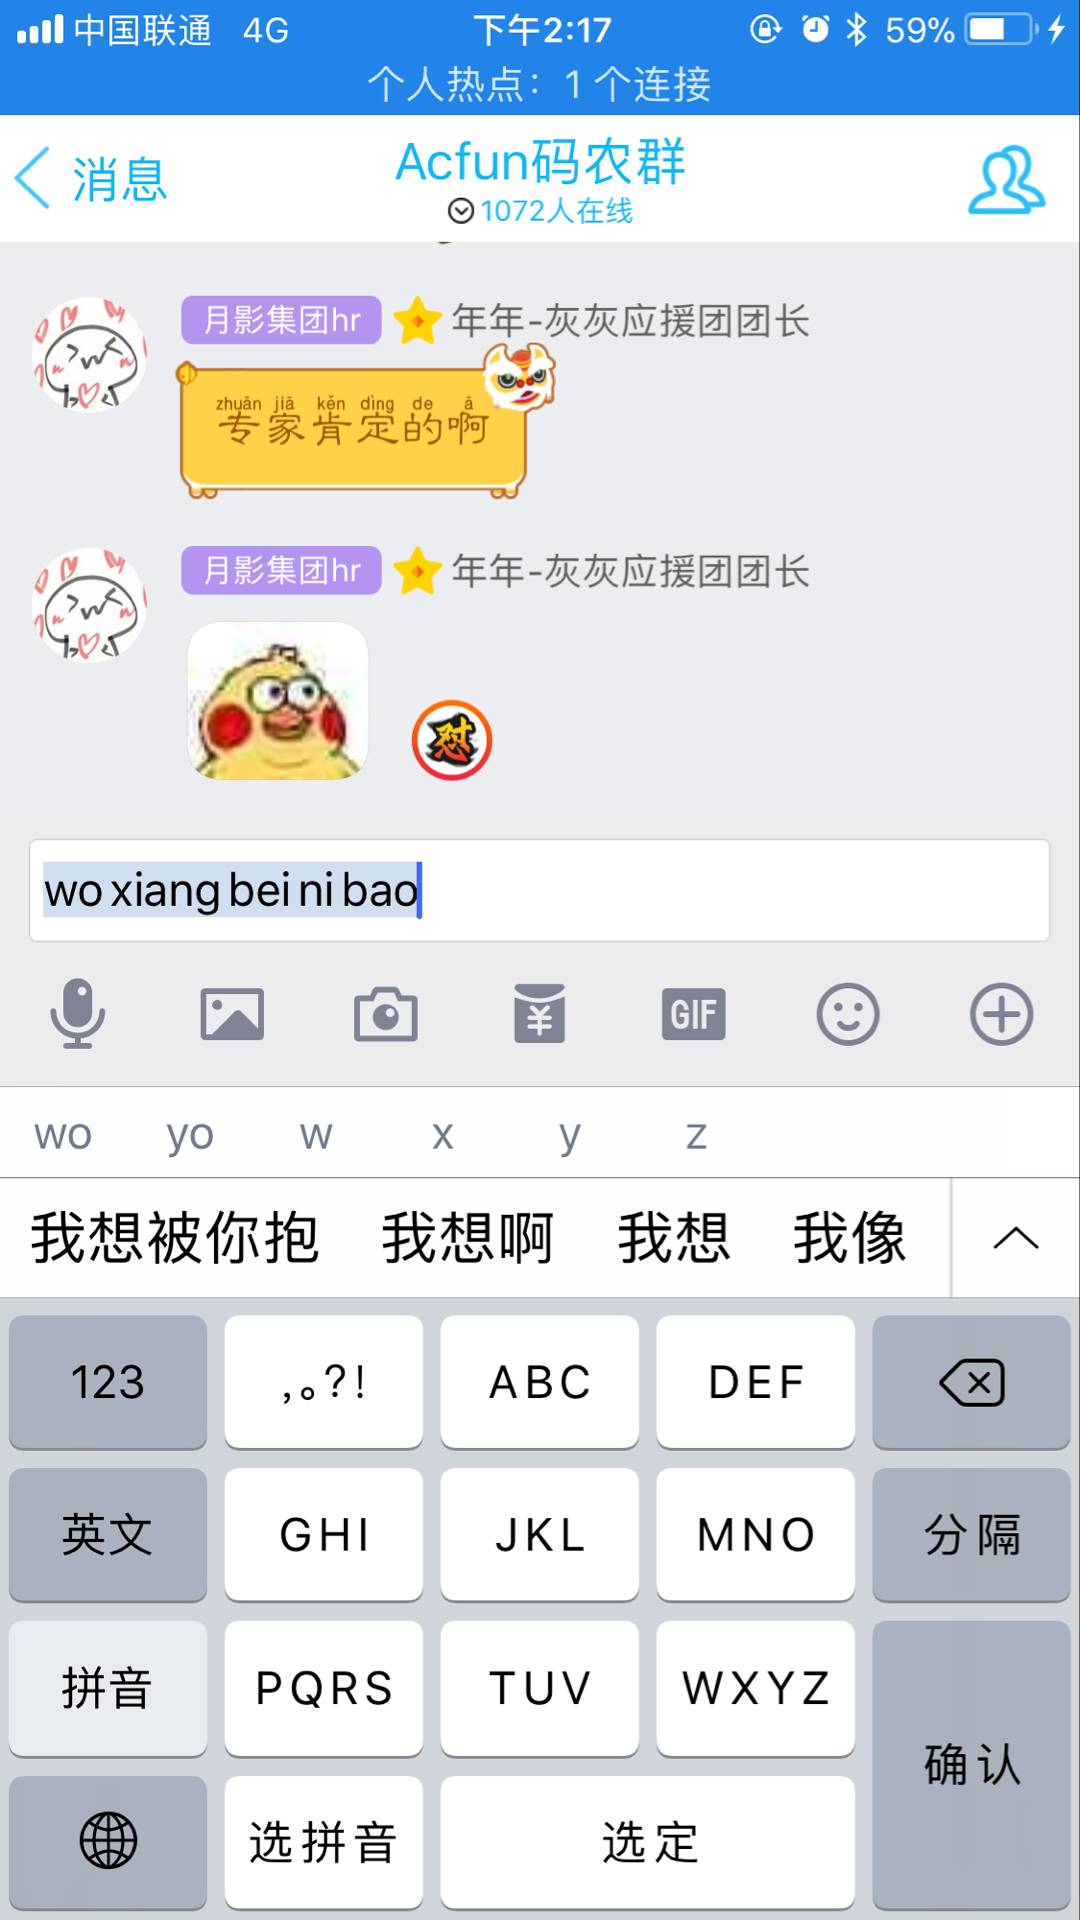 中国联通 4G 下午2:17 59%
个人热点：1 个连接
消息
Acfun码农群
1072人在线
月影集团hr 年年-灰灰应援团团长
zhuān jiā kěn dìng de ā
专家肯定的啊
月影集团hr 年年-灰灰应援团团长
怼
wo xiang bei ni bao
GIF
wo yo w x y z
我想被你抱 我想啊 我想 我像
123 ,。?! ABC DEF
英文 GHI JKL MNO 分隔
拼音 PQRS TUV WXYZ
确认
选拼音 选定